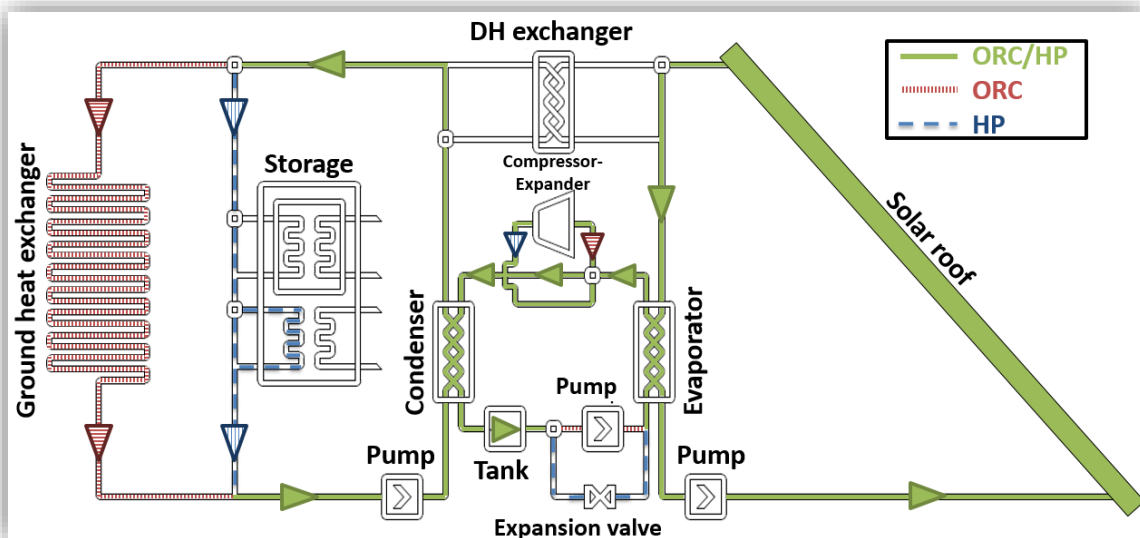 DH exchanger
ORC/HP
ORC
HP
Storage
Compressor-
Expander
Ground heat exchanger
Solar roof
Condenser
Evaporator
Pump
Pump
Tank
Pump
Expansion valve